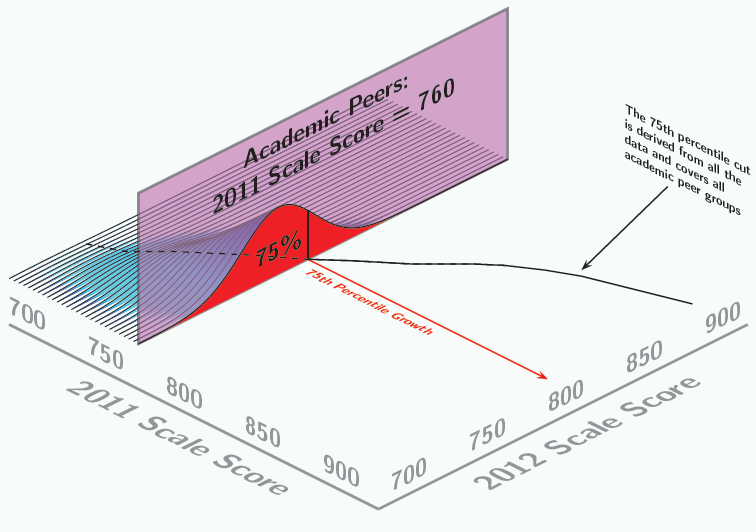 Academic Peers:
2011 Scale Score = 760
The 75th percentile cut
is derived from all the
data and covers all
academic peer groups
75%
75th Percentile Growth
700
750
800
850
900
2011 Scale Score
700
750
800
850
900
2012 Scale Score